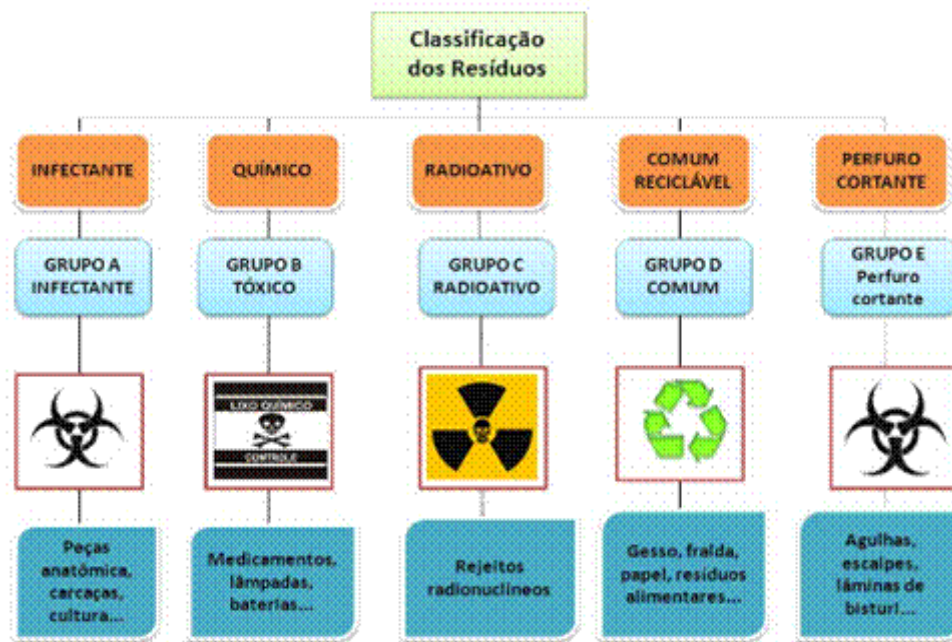 Classificação
dos Resíduos
INFECTANTE
QUÍMICO
RADIOATIVO
COMUM
RECICLÁVEL
PERFURO
CORTANTE
GRUPO A
INFECTANTE
GRUPO B
TÓXICO
GRUPO C
RADIOATIVO
GRUPO D
COMUM
GRUPO E
Perfuro
cortante
LIXO QUÍMICO
CONTROLE
Peças
anatômica,
carcaças,
cultura...
Medicamentos,
lâmpadas,
baterias...
Rejeitos
radionuclíneos
Gesso, fralda,
papel, resíduos
alimentares...
Agulhas,
escalpes,
lâminas de
bisturi...